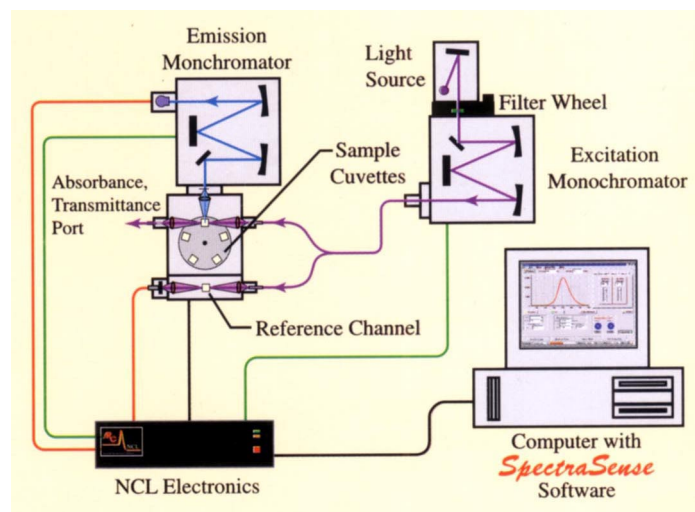 Emission
Monchromator
Light
Source
Filter Wheel
Excitation
Monochromator
Sample
Cuvettes
Absorbance,
Transmittance
Port
Reference Channel
NCL
NCL Electronics
Computer with
SpectraSense
Software